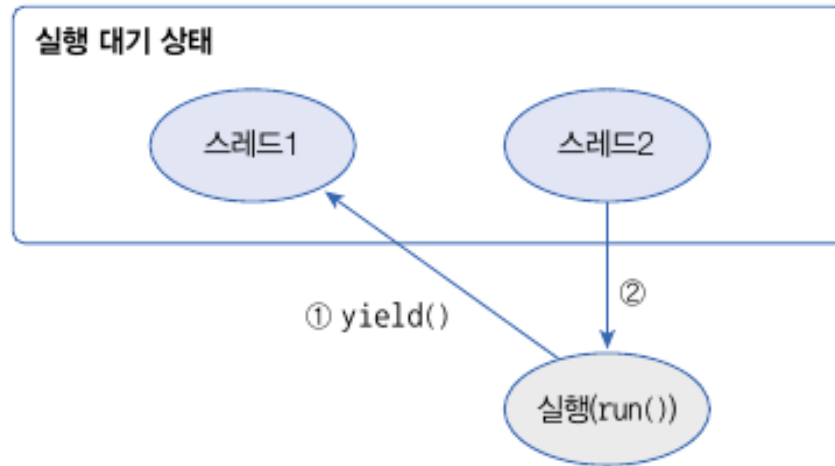 실행 대기 상태
스레드1
스레드2
① yield()
②
실행(run())